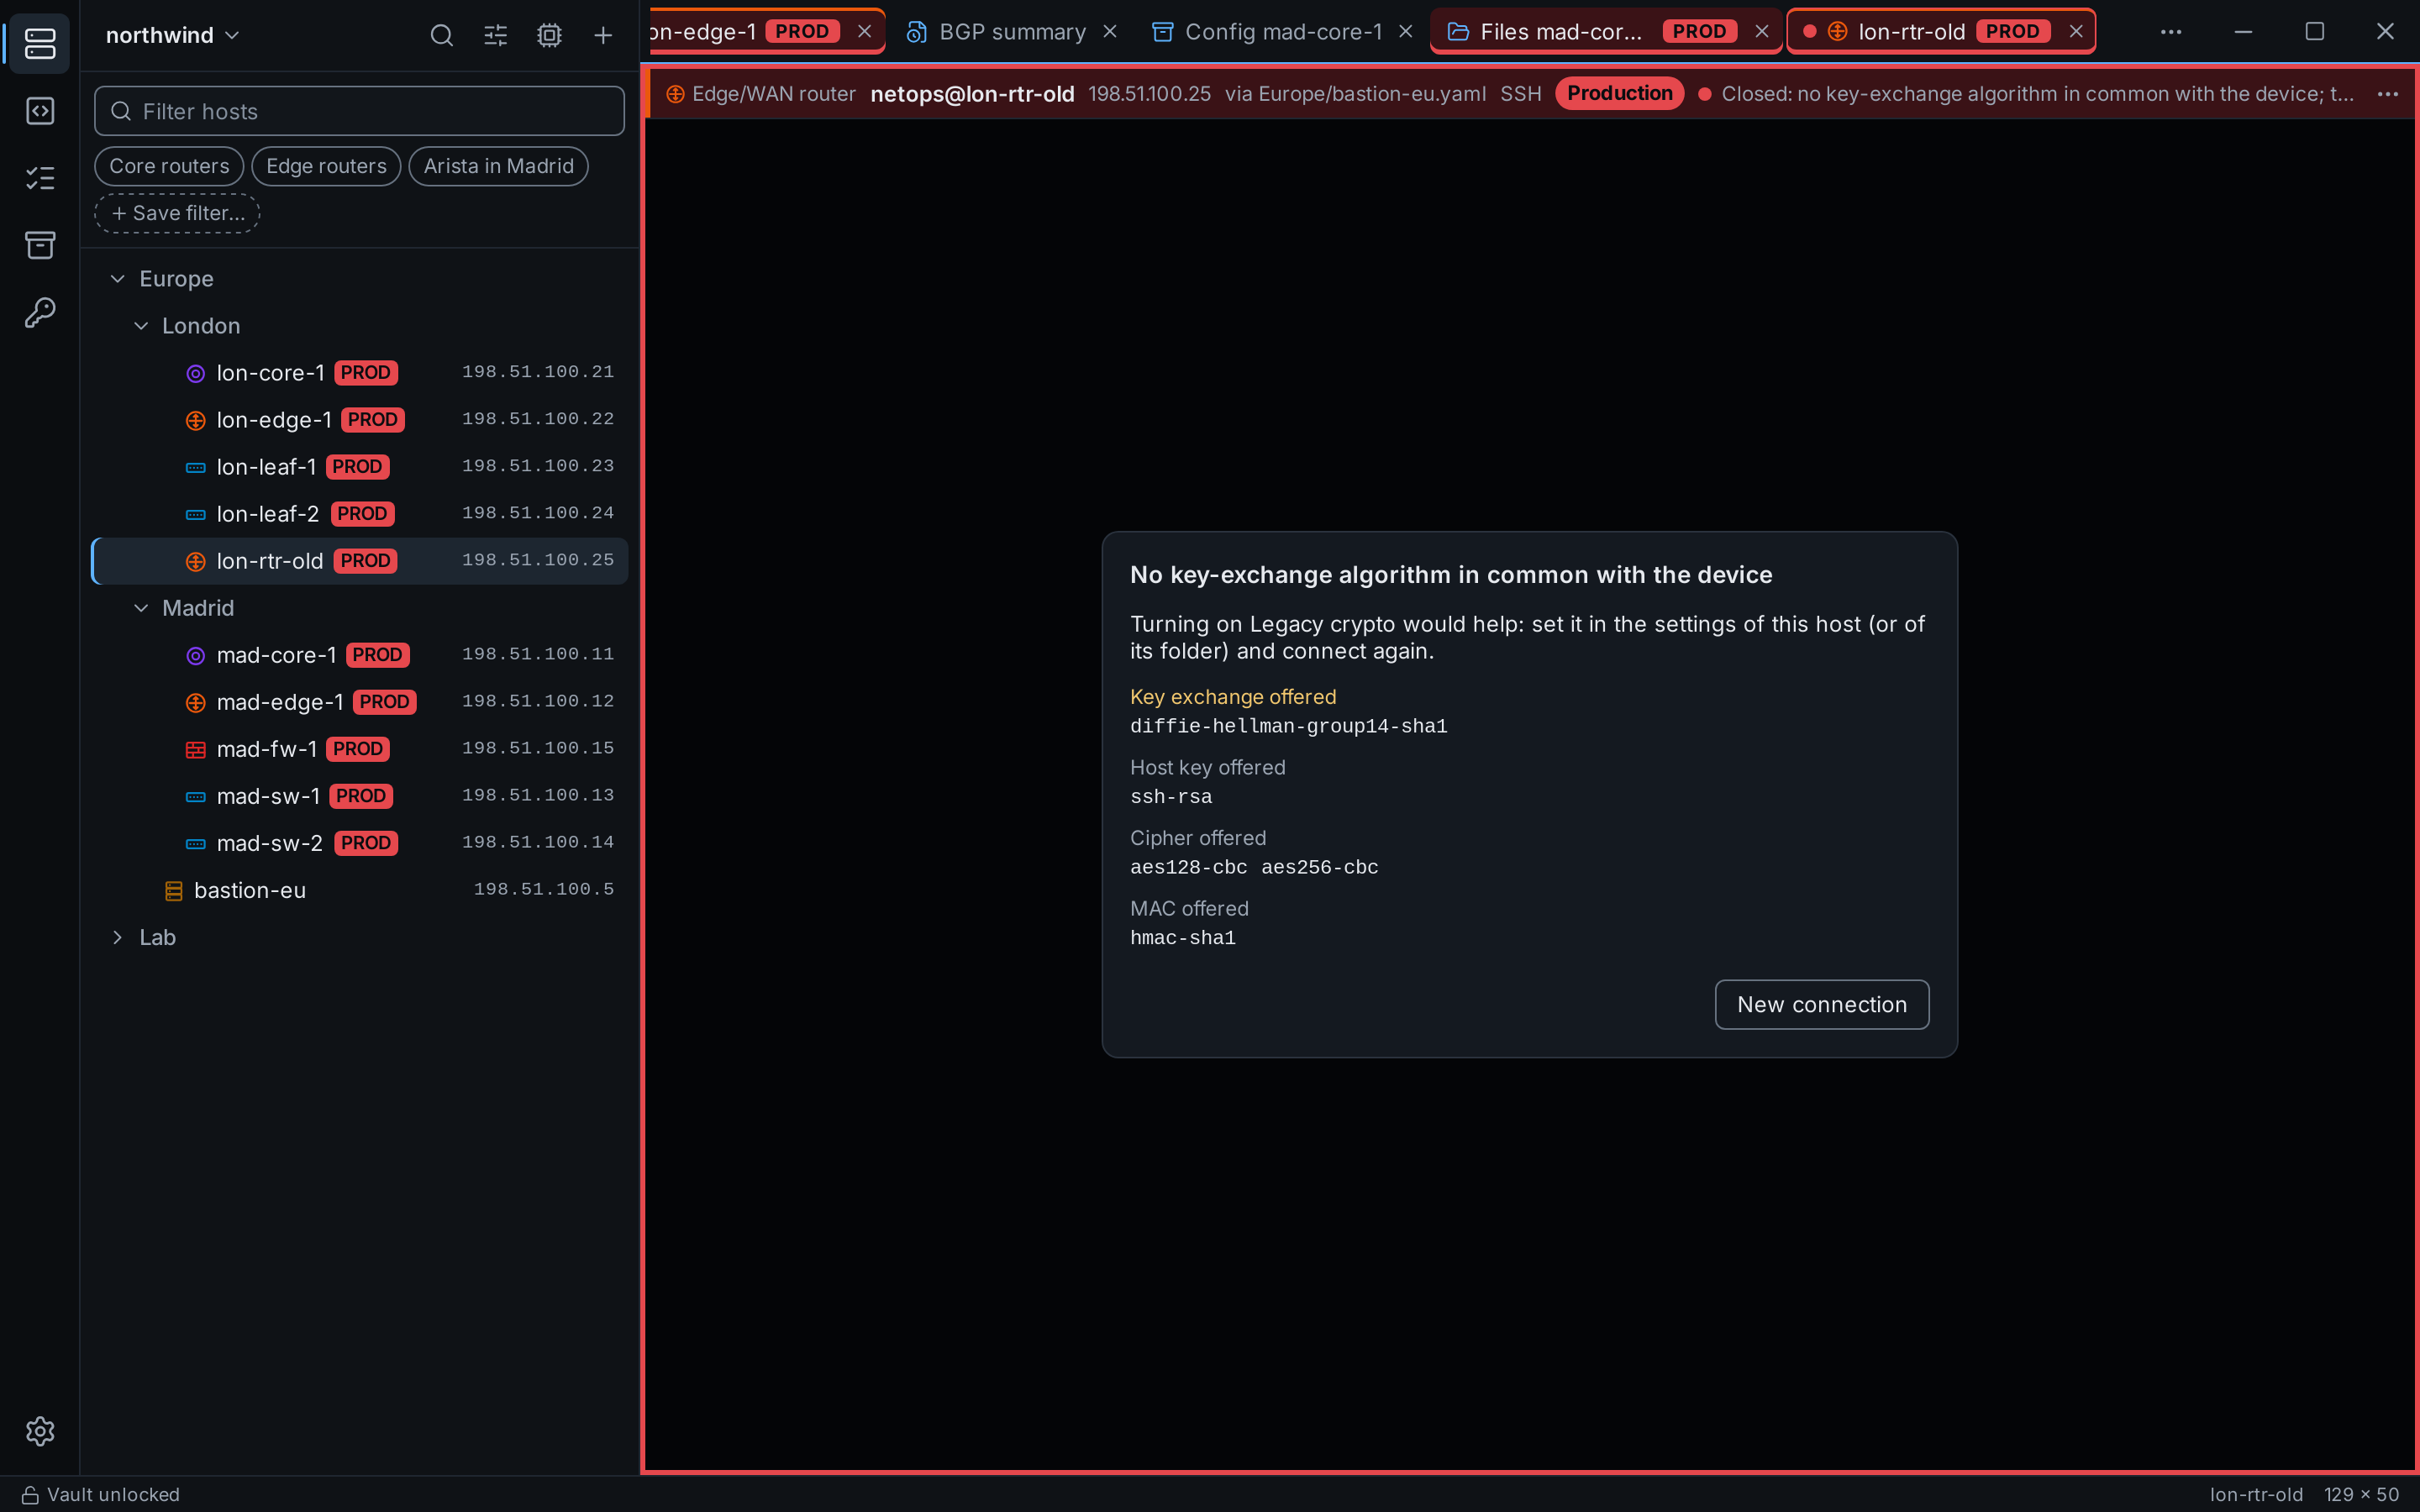 northwind
Filter hosts
Core routers
Edge routers
Arista in Madrid
+ Save filter...
Europe
London
lon-core-1 PROD 198.51.100.21
lon-edge-1 PROD 198.51.100.22
lon-leaf-1 PROD 198.51.100.23
lon-leaf-2 PROD 198.51.100.24
lon-rtr-old PROD 198.51.100.25
Madrid
mad-core-1 PROD 198.51.100.11
mad-edge-1 PROD 198.51.100.12
mad-fw-1 PROD 198.51.100.15
mad-sw-1 PROD 198.51.100.13
mad-sw-2 PROD 198.51.100.14
bastion-eu 198.51.100.5
Lab
on-edge-1 PROD
BGP summary
Config mad-core-1
Files mad-cor... PROD
lon-rtr-old PROD
Edge/WAN router netops@lon-rtr-old 198.51.100.25 via Europe/bastion-eu.yaml SSH Production Closed: no key-exchange algorithm in common with the device; t...
No key-exchange algorithm in common with the device
Turning on Legacy crypto would help: set it in the settings of this host (or of
its folder) and connect again.
Key exchange offered
diffie-hellman-group14-sha1
Host key offered
ssh-rsa
Cipher offered
aes128-cbc aes256-cbc
MAC offered
hmac-sha1
New connection
Vault unlocked
lon-rtr-old 129 × 50